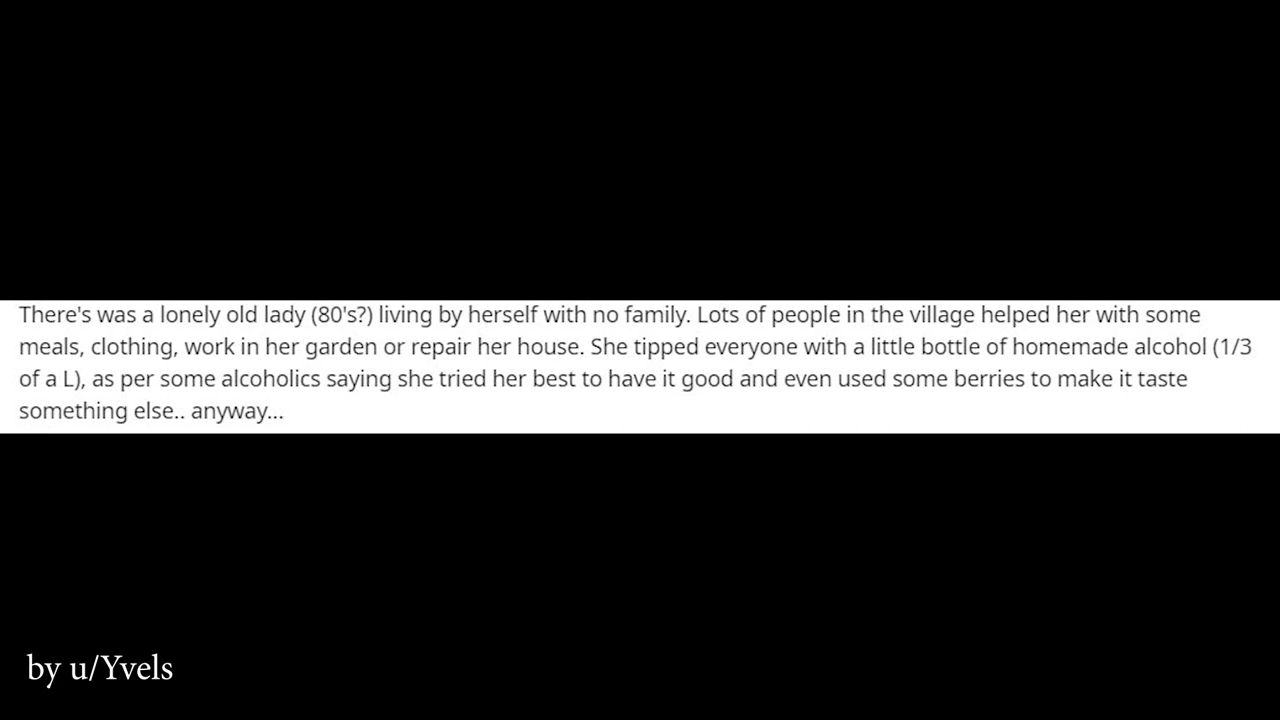 There's was a lonely old lady (80's?) living by herself with no family. Lots of people in the village helped her with some
meals, clothing, work in her garden or repair her house. She tipped everyone with a little bottle of homemade alcohol (1/3
of a L), as per some alcoholics saying she tried her best to have it good and even used some berries to make it taste
something else.. anyway...
by u/Yvels